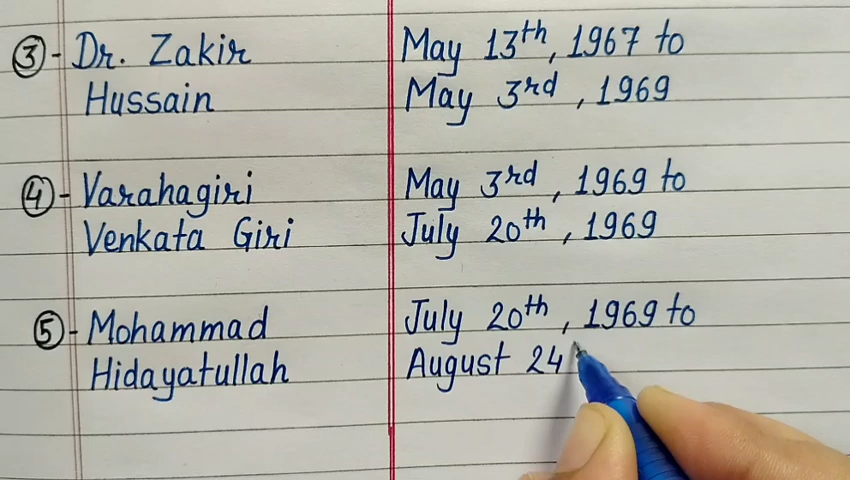 ③- Dr. Zakir May 13th, 1967 to
Hussain May 3rd, 1969
④- Varahagiri May 3rd, 1969 to
Venkata Giri July 20th, 1969
⑤- Mohammad July 20th, 1969 to
Hidayatullah August 24